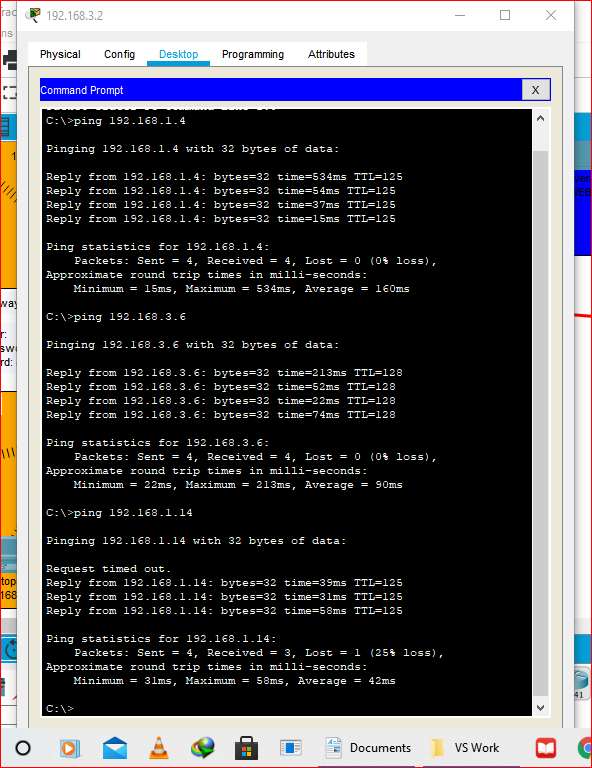 192.168.3.2
Physical Config Desktop Programming Attributes
Command Prompt X
C:\>ping 192.168.1.4
Pinging 192.168.1.4 with 32 bytes of data:
Reply from 192.168.1.4: bytes=32 time=534ms TTL=125
Reply from 192.168.1.4: bytes=32 time=54ms TTL=125
Reply from 192.168.1.4: bytes=32 time=37ms TTL=125
Reply from 192.168.1.4: bytes=32 time=15ms TTL=125
Ping statistics for 192.168.1.4:
Packets: Sent = 4, Received = 4, Lost = 0 (0% loss),
Approximate round trip times in milli-seconds:
Minimum = 15ms, Maximum = 534ms, Average = 160ms
C:\>ping 192.168.3.6
Pinging 192.168.3.6 with 32 bytes of data:
Reply from 192.168.3.6: bytes=32 time=213ms TTL=128
Reply from 192.168.3.6: bytes=32 time=52ms TTL=128
Reply from 192.168.3.6: bytes=32 time=22ms TTL=128
Reply from 192.168.3.6: bytes=32 time=74ms TTL=128
Ping statistics for 192.168.3.6:
Packets: Sent = 4, Received = 4, Lost = 0 (0% loss),
Approximate round trip times in milli-seconds:
Minimum = 22ms, Maximum = 213ms, Average = 90ms
C:\>ping 192.168.1.14
Pinging 192.168.1.14 with 32 bytes of data:
Request timed out.
Reply from 192.168.1.14: bytes=32 time=39ms TTL=125
Reply from 192.168.1.14: bytes=32 time=31ms TTL=125
Reply from 192.168.1.14: bytes=32 time=58ms TTL=125
Ping statistics for 192.168.1.14:
Packets: Sent = 4, Received = 3, Lost = 1 (25% loss),
Approximate round trip times in milli-seconds:
Minimum = 31ms, Maximum = 58ms, Average = 42ms
C:\>
Documents VS Work